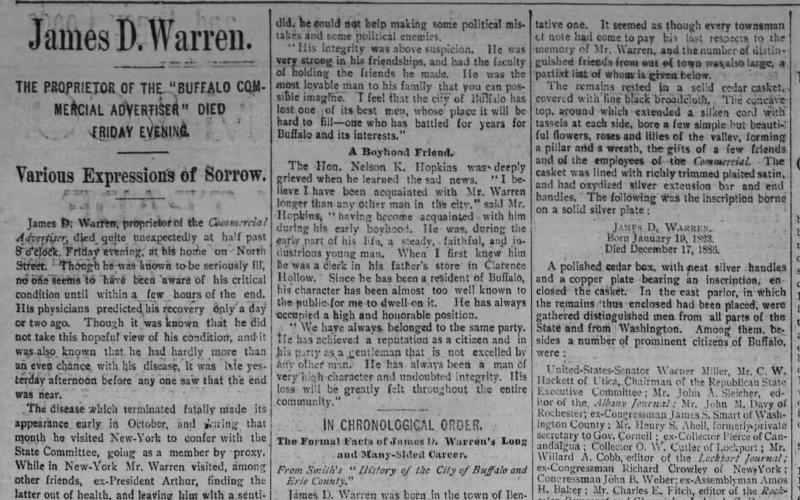 James D. Warren.
THE PROPRIETOR OF THE "BUFFALO COM-
MERCIAL ADVERTISER" DIED
FRIDAY EVENING.
Various Expressions of Sorrow.
James D. Warren, proprietor of the Commercial
Advertiser, died quite unexpectedly at half past
8 o'clock, Friday evening, at his home on North
Street. Though he was known to be seriously ill,
no one seems to have been aware of his critical
condition until within a few hours of the end.
His physicians predicted his recovery only a day
or two ago. Though it was known that he did
not take this hopeful view of his condition, and it
was also known that he had hardly more than
an even chance with his disease, it was late yes-
terday afternoon before any one saw that the end
was near.
The disease which terminated fatally made its
appearance early in October, and during that
month he visited New-York to confer with the
State Committee, going as a member by proxy.
While in New-York Mr. Warren visited, among
other friends, ex-President Arthur, finding the
latter out of health, and leaving him with a senti-
did, he could not help making some political mis-
takes and some political enemies.
"His integrity was above suspicion. He was
very strong in his friendships, and had the faculty
of holding the friends he made. He was the
most lovable man to his family that you can pos-
sible imagine. I feel that the city of Buffalo has
lost one of its best men, whose place it will be
hard to fill—one who has battled for years for
Buffalo and its interests."
A Boyhood Friend.
The Hon. Nelson K. Hopkins was deeply
grieved when he learned the sad news. "I be-
lieve I have been acquainted with Mr. Warren
longer than any other man in the city," said Mr.
Hopkins, "having become acquainted with him
during his early boyhood. He was, during the
early part of his life, a steady, faithful, and in-
dustrious young man. When I first knew him
he was a clerk in his father's store in Clarence
Hollow. Since he has been a resident of Buffalo,
his character has been almost too well known to
the public for me to dwell on it. He has always
occupied a high and honorable position.
"We have always belonged to the same party.
He has achieved a reputation as a citizen and in
his party as a gentleman that is not excelled by
any other man. He has always been a man of
very high character and undoubted integrity. His
loss will be greatly felt throughout the entire
community."
IN CHRONOLOGICAL ORDER.
The Formal Facts of James D. Warren's Long
and Many-Sided Career.
From Smith's "History of the City of Buffalo and
Erie County."
James D. Warren was born in the town of Ben-
tative one. It seemed as though every townsman
of note had come to pay his last respects to the
memory of Mr. Warren, and the number of distin-
guished friends from out of town was also large, a
partial list of whom is given below.
The remains rested in a solid cedar casket,
covered with fine black broadcloth. The concave
top, around which extended a silken cord with
tassels at each side, bore a few simple but beauti-
ful flowers, roses and lilies of the valley, forming
a pillar and a wreath, the gifts of a few friends
and of the employees of the Commercial. The
casket was lined with richly trimmed plaited satin,
and had oxydized silver extension bar and end
handles. The following was the inscription borne
on a solid silver plate:
JAMES D. WARREN.
Born January 19, 1823.
Died December 17, 1886.
A polished cedar box, with neat silver handles
and a copper plate bearing an inscription, en-
closed the casket. In the east parlor, in which
the remains thus enclosed had been placed, were
gathered distinguished men from all parts of the
State and from Washington. Among them, be-
sides a number of prominent citizens of Buffalo,
were:
United-States-Senator Warner Miller, Mr. C. W.
Hackett of Utica, Chairman of the Republican State
Executive Committee; Mr. John A. Sleicher, ed-
itor of the Albany Journal; Mr. John M. Davy of
Rochester; ex-Congressman James S. Smart of Wash-
ington County; Mr. Henry S. Abell, formerly private
secretary to Gov. Cornell; ex-Collector Pierce of Can-
andaigua; Collector O. W. Cutler of Lockport; Mr.
Willard A. Cobb, editor of the Lockport Journal;
ex-Congressman Richard Crowley of New York;
Congressman John B. Weber; ex-Assemblyman Amos
H. Baker; Mr. Charles E. Fitch, editor of the Roch-